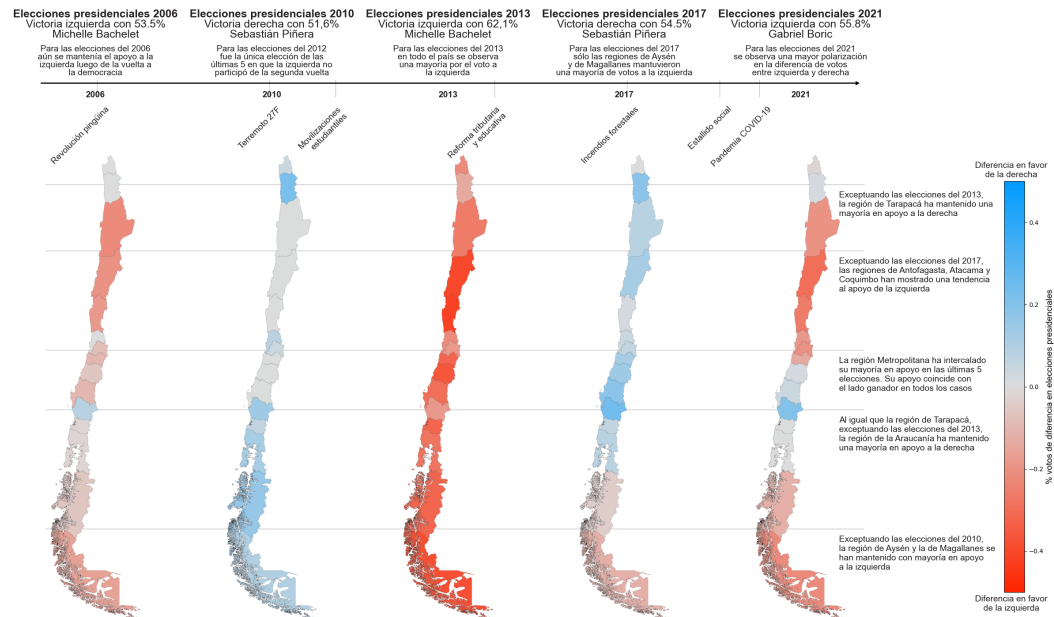 Elecciones presidenciales 2006
Victoria izquierda con 53.5%
Michelle Bachelet
Para las elecciones del 2006
aún se mantenía el apoyo a la
izquierda luego de la vuelta a
la democracia
Elecciones presidenciales 2010
Victoria derecha con 51,6%
Sebastián Piñera
Para las elecciones del 2012
fue la única elección de las
últimas 5 en que la izquierda no
participó de la segunda vuelta
Elecciones presidenciales 2013
Victoria izquierda con 62,1%
Michelle Bachelet
Para las elecciones del 2013
en todo el país se observa
una mayoría por el voto a
la izquierda
Elecciones presidenciales 2017
Victoria derecha con 54.5%
Sebastián Piñera
Para las elecciones del 2017
sólo las regiones de Aysén
y de Magallanes mantuvieron
una mayoría de votos a la izquierda
Elecciones presidenciales 2021
Victoria izquierda con 55.8%
Gabriel Boric
Para las elecciones del 2021
se observa una mayor polarización
en la diferencia de votos
entre izquierda y derecha
2006
2010
2013
2017
2021
Revolución pingüina
Terremoto 27F
Movilizaciones
estudiantiles
Reforma tributaria
y educativa
Incendios forestales
Estallido social
Pandemia COVID-19
Exceptuando las elecciones del 2013,
la región de Tarapacá ha mantenido una
mayoría en apoyo a la derecha
Exceptuando las elecciones del 2017,
las regiones de Antofagasta, Atacama y
Coquimbo han mostrado una tendencia
al apoyo de la izquierda
La región Metropolitana ha intercalado
su mayoría en apoyo en las últimas 5
elecciones. Su apoyo coincide con
el lado ganador en todos los casos
Al igual que la región de Tarapacá,
exceptuando las elecciones del 2013,
la región de la Araucanía ha mantenido
una mayoría en apoyo a la derecha
Exceptuando las elecciones del 2010,
la región de Aysén y la de Magallanes se
han mantenido con mayoría en apoyo
a la izquierda
Diferencia en favor
de la derecha
0.4
0.2
0.0
−0.2
−0.4
% votos de diferencia en elecciones presidenciales
Diferencia en favor
de la izquierda